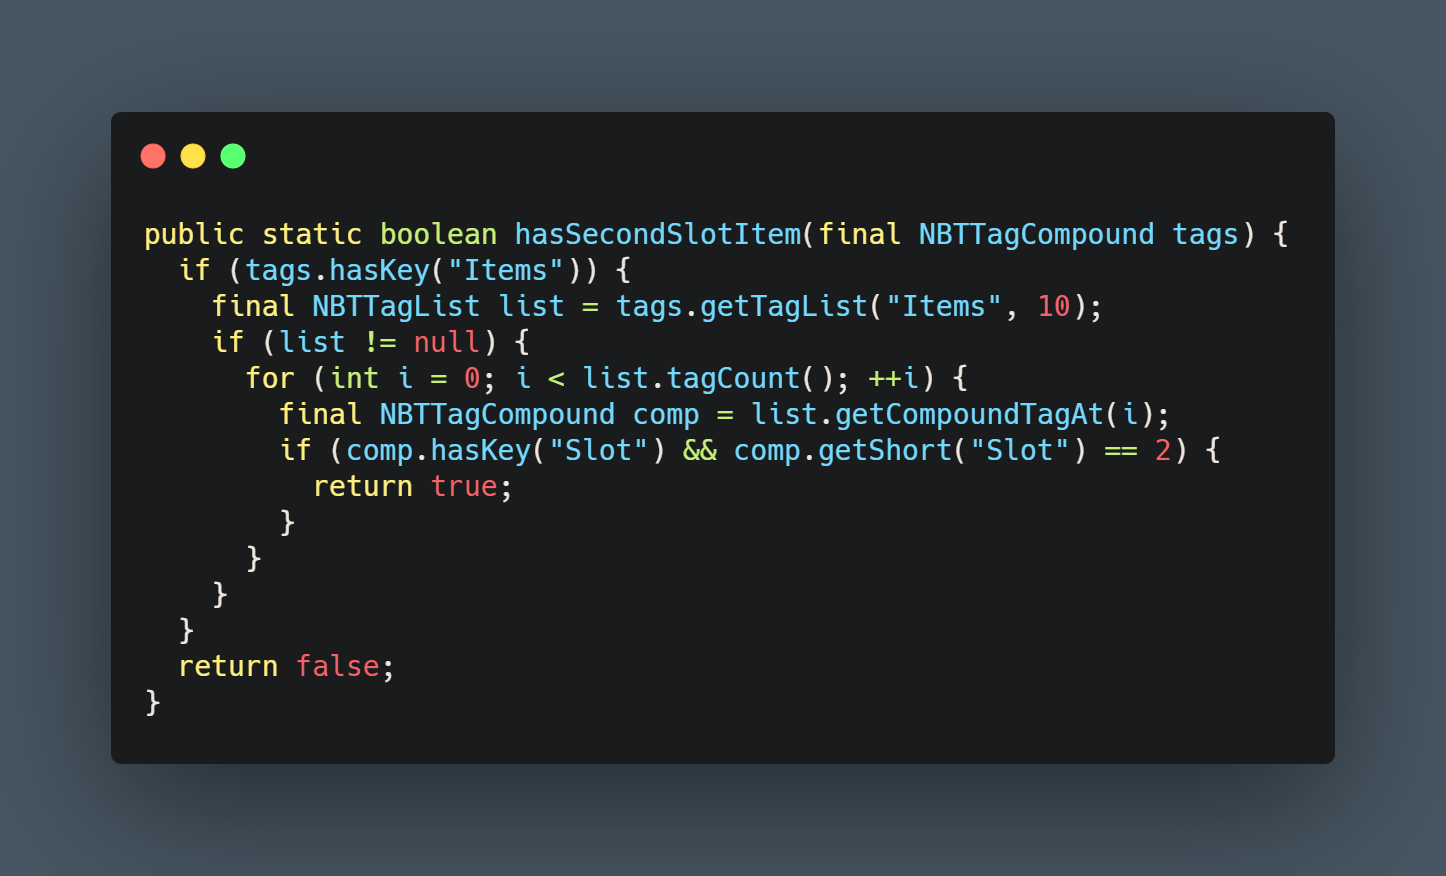 public static boolean hasSecondSlotItem(final NBTTagCompound tags) {
  if (tags.hasKey("Items")) {
    final NBTTagList list = tags.getTagList("Items", 10);
    if (list != null) {
      for (int i = 0; i < list.tagCount(); ++i) {
        final NBTTagCompound comp = list.getCompoundTagAt(i);
        if (comp.hasKey("Slot") && comp.getShort("Slot") == 2) {
          return true;
        }
      }
    }
  }
  return false;
}